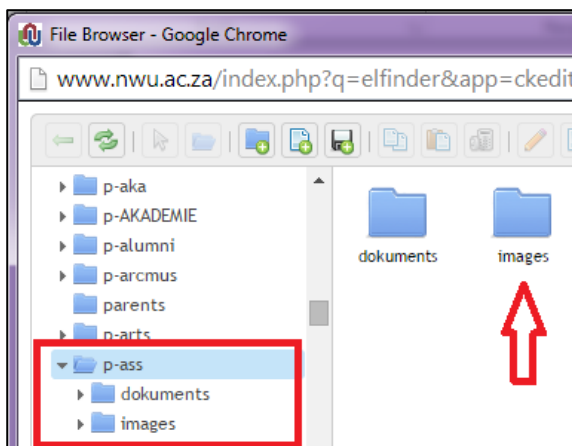 File Browser - Google Chrome
www.nwu.ac.za/index.php?q=elfinder&app=ckedit
p-aka
p-AKADEMIE
p-alumni
p-arcmus
parents
p-arts
p-ass
dokuments
images
dokuments
images